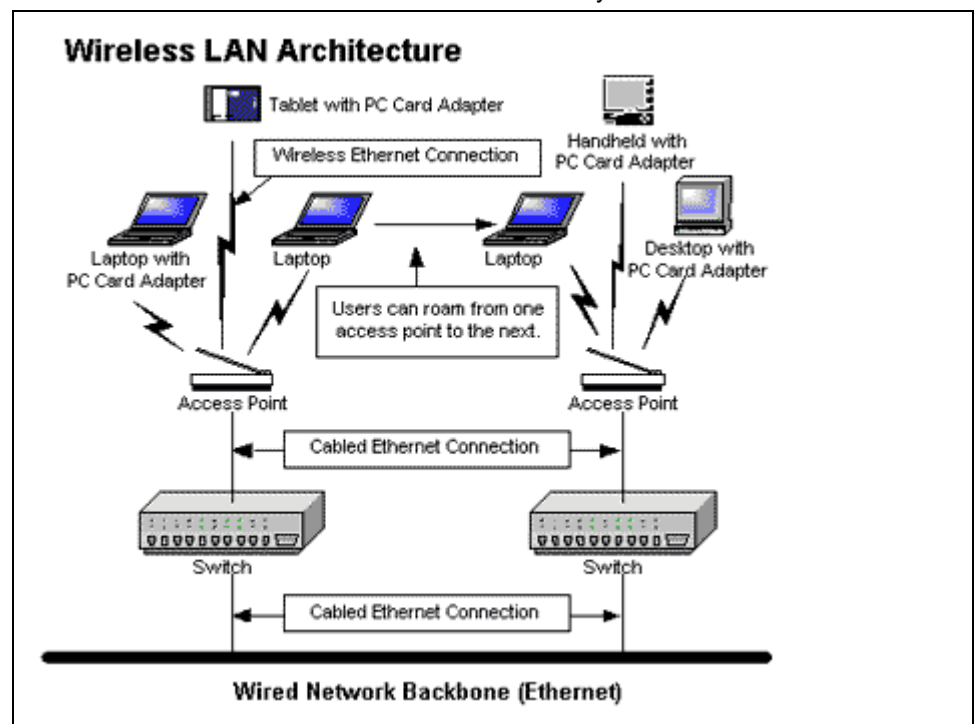 Wireless LAN Architecture
Tablet with PC Card Adapter
Handheld with
PC Card Adapter
Wireless Ethernet Connection
Laptop with
PC Card Adapter
Laptop
Laptop
Desktop with
PC Card Adapter
Users can roam from one
access point to the next.
Access Point
Access Point
Cabled Ethernet Connection
Switch
Switch
Cabled Ethernet Connection
Wired Network Backbone (Ethernet)